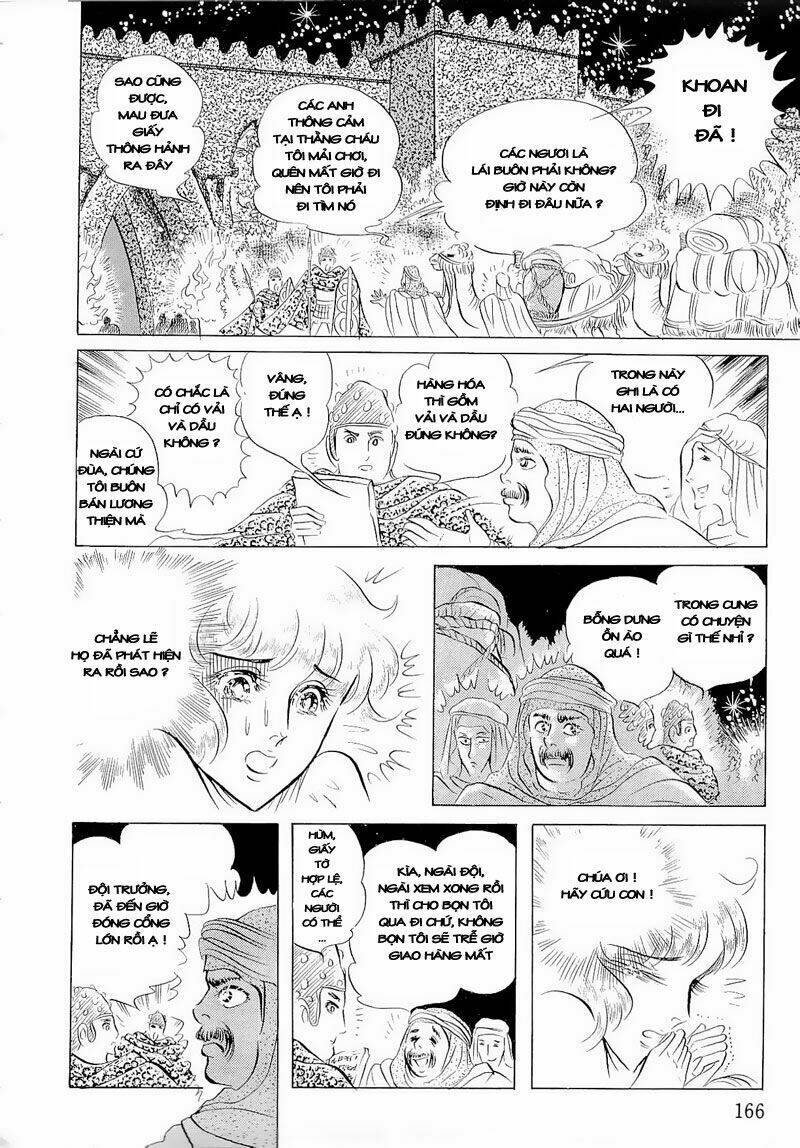 KHOAN
ĐI
ĐÃ !
CÁC NGƯƠI LÀ
LÁI BUÔN PHẢI KHÔNG?
GIỜ NÀY CÒN
ĐỊNH ĐI ĐÂU NỮA ?
CÁC ANH
THÔNG CẢM
TẠI THẰNG CHÁU
TÔI MẢI CHƠI,
QUÊN MẤT GIỜ ĐI
NÊN TÔI PHẢI
ĐI TÌM NÓ
SAO CŨNG
ĐƯỢC,
MAU ĐƯA
GIẤY
THÔNG HÀNH
RA ĐÂY
TRONG NÀY
GHI LÀ CÓ
HAI NGƯỜI...
HÀNG HÓA
THÌ GỒM
VẢI VÀ DẦU
ĐÚNG KHÔNG?
VÂNG,
ĐÚNG
THẾ Ạ !
CÓ CHẮC LÀ
CHỈ CÓ VẢI
VÀ DẦU
KHÔNG ?
NGÀI CỨ
ĐÙA, CHÚNG
TÔI BUÔN
BÁN LƯƠNG
THIỆN MÀ
TRONG CUNG
CÓ CHUYỆN
GÌ THẾ NHỈ ?
BỖNG DƯNG
ỒN ÀO
QUÁ !
CHẲNG LẼ
HỌ ĐÃ PHÁT HIỆN
RA RỒI SAO ?
CHÚA ƠI !
HÃY CỨU CON !
KÌA, NGÀI ĐỘI,
NGÀI XEM XONG RỒI
THÌ CHO BỌN TÔI
QUA ĐI CHỨ, KHÔNG
BỌN TÔI SẼ TRỄ GIỜ
GIAO HÀNG MẤT
HỪM,
GIẤY
TỜ
HỢP LỆ,
CÁC
NGƯỜI
CÓ THỂ
...
ĐỘI TRƯỞNG,
ĐÃ ĐẾN GIỜ
ĐÓNG CỔNG
LỚN RỒI Ạ !
166